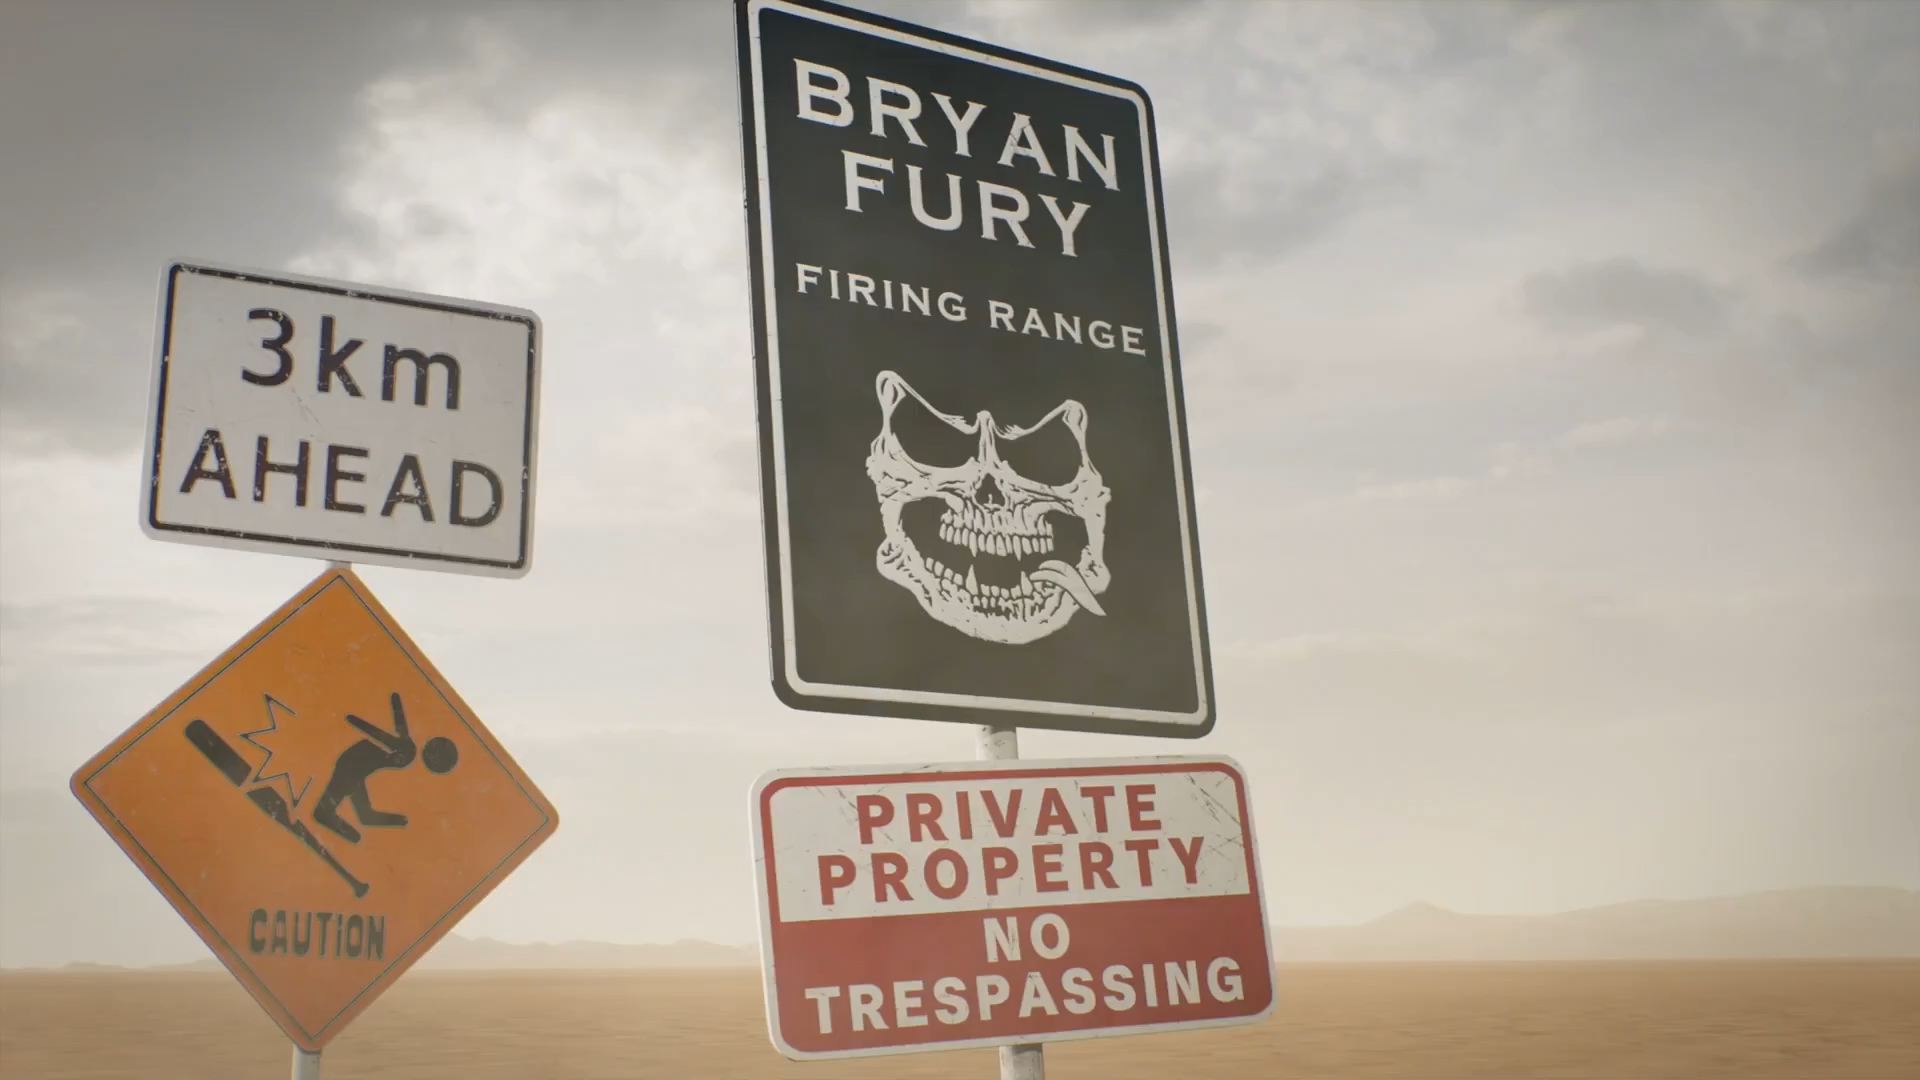 3km
AHEAD
CAUTION
BRYAN
FURY
FIRING RANGE
PRIVATE
PROPERTY
NO
TRESPASSING